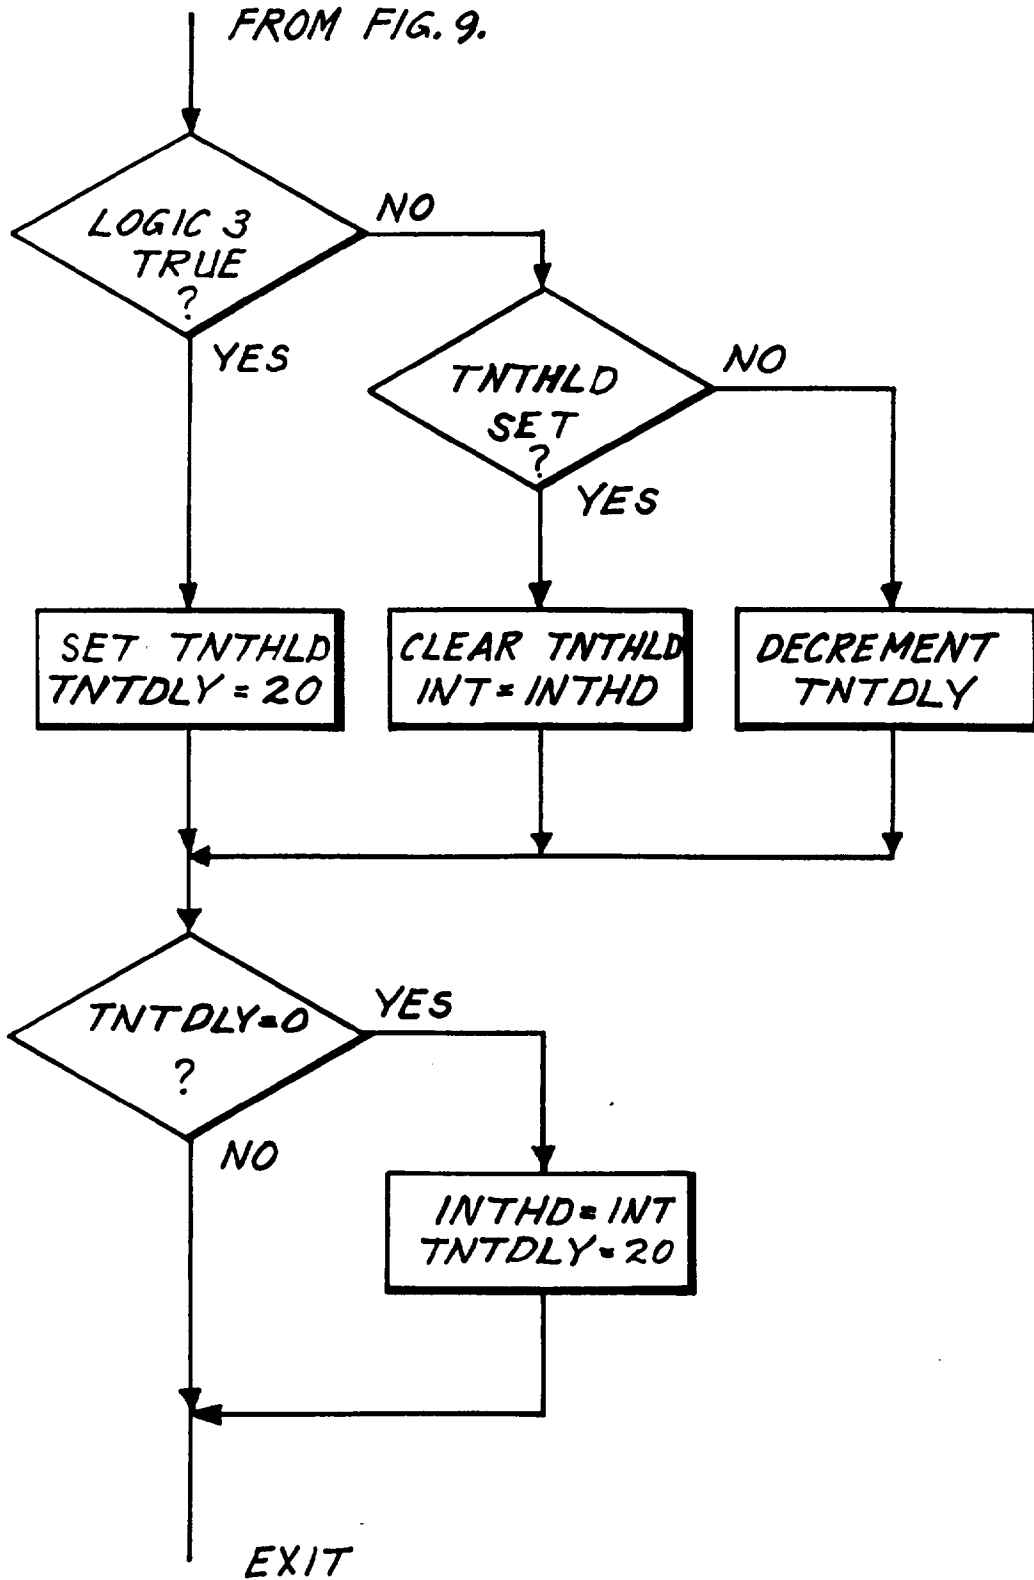 FROM FIG. 9.
LOGIC 3
TRUE
?
NO
YES
TNTHLD
SET
?
NO
YES
SET TNTHLD
TNTDLY = 20
CLEAR TNTHLD
INT = INTHD
DECREMENT
TNTDLY
TNTDLY=0
?
YES
NO
INTHD = INT
TNTDLY = 20
EXIT